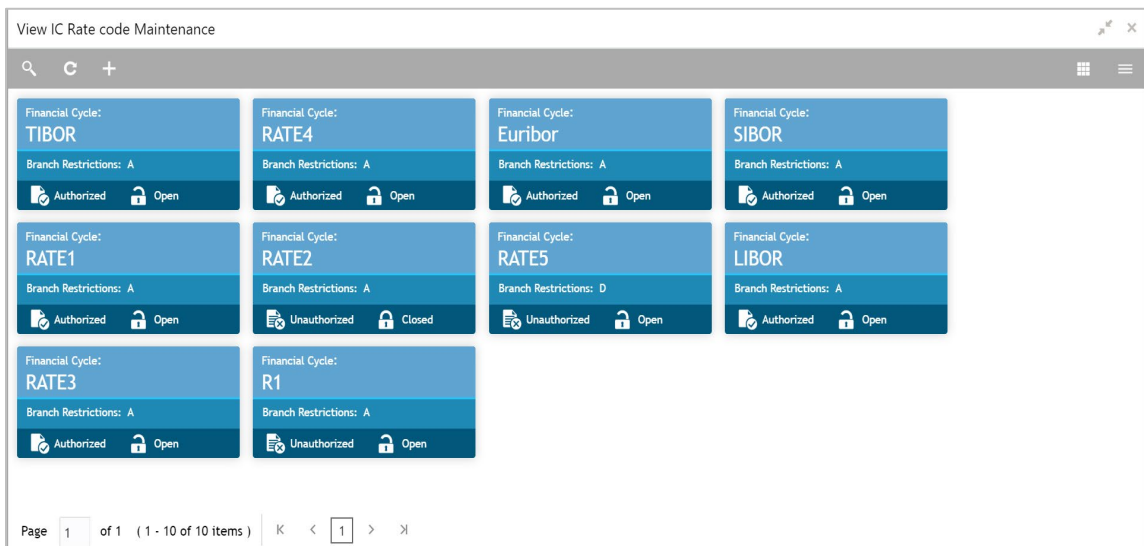 View IC Rate code Maintenance
Financial Cycle: Financial Cycle: Financial Cycle: Financial Cycle:
TIBOR RATE4 Euribor SIBOR
Branch Restrictions: A Branch Restrictions: A Branch Restrictions: A Branch Restrictions: A
Authorized Open Authorized Open Authorized Open Authorized Open
Financial Cycle: Financial Cycle: Financial Cycle: Financial Cycle:
RATE1 RATE2 RATE5 LIBOR
Branch Restrictions: A Branch Restrictions: A Branch Restrictions: D Branch Restrictions: A
Authorized Open Unauthorized Closed Unauthorized Open Authorized Open
Financial Cycle: Financial Cycle:
RATE3 R1
Branch Restrictions: A Branch Restrictions: A
Authorized Open Unauthorized Open
Page 1 of 1 ( 1 - 10 of 10 items ) 1